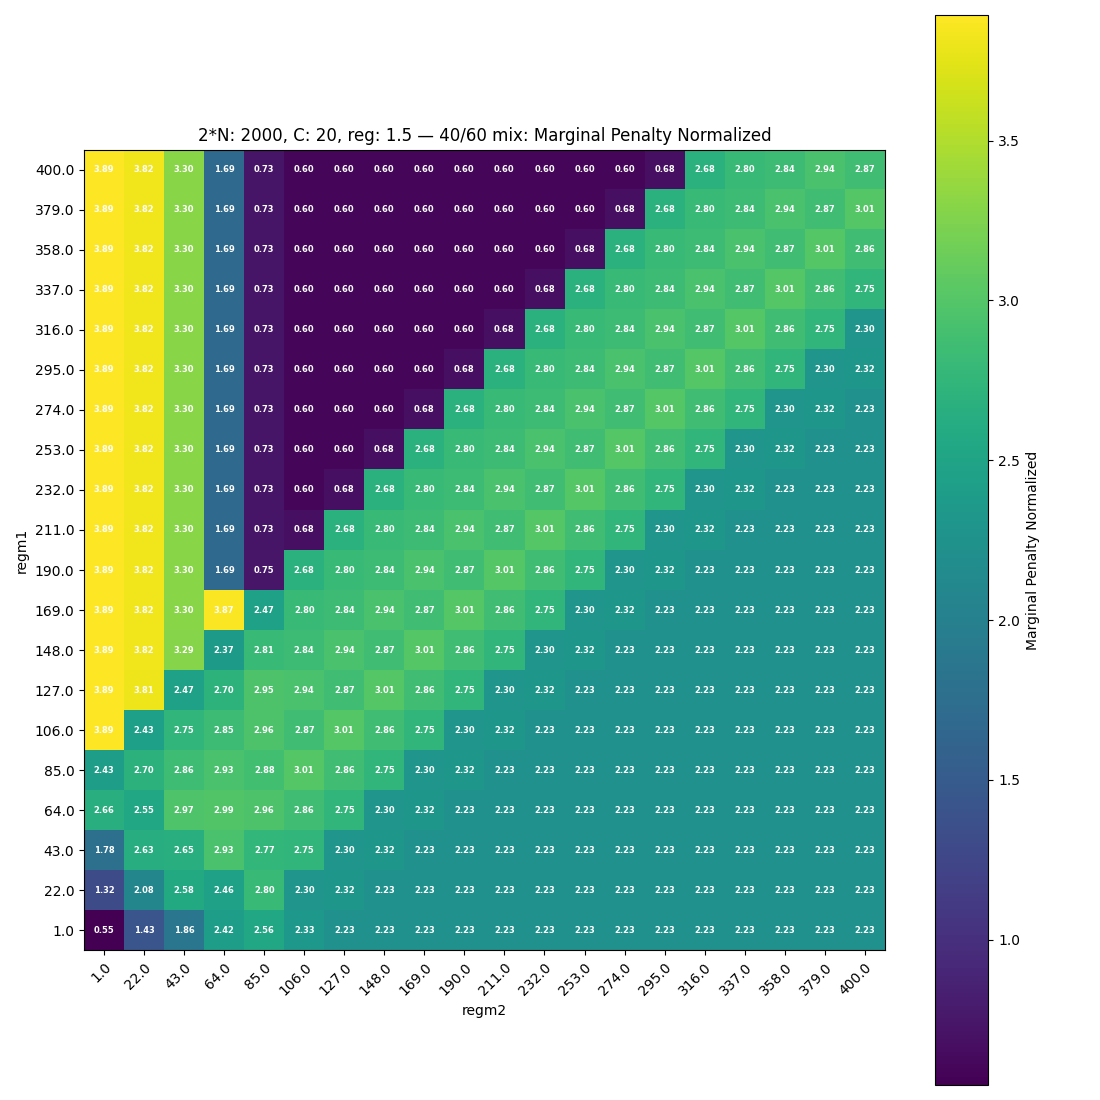 2*N: 2000, C: 20, reg: 1.5 — 40/60 mix: Marginal Penalty Normalized
400.0 3.89 3.82 3.30 1.69 0.73 0.60 0.60 0.60 0.60 0.60 0.60 0.60 0.60 0.60 0.68 2.68 2.80 2.84 2.94 2.87
379.0 3.89 3.82 3.30 1.69 0.73 0.60 0.60 0.60 0.60 0.60 0.60 0.60 0.60 0.68 2.68 2.80 2.84 2.94 2.87 3.01
358.0 3.89 3.82 3.30 1.69 0.73 0.60 0.60 0.60 0.60 0.60 0.60 0.60 0.68 2.68 2.80 2.84 2.94 2.87 3.01 2.86
337.0 3.89 3.82 3.30 1.69 0.73 0.60 0.60 0.60 0.60 0.60 0.60 0.68 2.68 2.80 2.84 2.94 2.87 3.01 2.86 2.75
316.0 3.89 3.82 3.30 1.69 0.73 0.60 0.60 0.60 0.60 0.60 0.68 2.68 2.80 2.84 2.94 2.87 3.01 2.86 2.75 2.30
295.0 3.89 3.82 3.30 1.69 0.73 0.60 0.60 0.60 0.60 0.68 2.68 2.80 2.84 2.94 2.87 3.01 2.86 2.75 2.30 2.32
274.0 3.89 3.82 3.30 1.69 0.73 0.60 0.60 0.60 0.68 2.68 2.80 2.84 2.94 2.87 3.01 2.86 2.75 2.30 2.32 2.23
253.0 3.89 3.82 3.30 1.69 0.73 0.60 0.60 0.68 2.68 2.80 2.84 2.94 2.87 3.01 2.86 2.75 2.30 2.32 2.23 2.23
232.0 3.89 3.82 3.30 1.69 0.73 0.60 0.68 2.68 2.80 2.84 2.94 2.87 3.01 2.86 2.75 2.30 2.32 2.23 2.23 2.23
211.0 3.89 3.82 3.30 1.69 0.73 0.68 2.68 2.80 2.84 2.94 2.87 3.01 2.86 2.75 2.30 2.32 2.23 2.23 2.23 2.23
190.0 3.89 3.82 3.30 1.69 0.75 2.68 2.80 2.84 2.94 2.87 3.01 2.86 2.75 2.30 2.32 2.23 2.23 2.23 2.23 2.23
169.0 3.89 3.82 3.30 3.87 2.47 2.80 2.84 2.94 2.87 3.01 2.86 2.75 2.30 2.32 2.23 2.23 2.23 2.23 2.23 2.23
148.0 3.89 3.82 3.29 2.37 2.81 2.84 2.94 2.87 3.01 2.86 2.75 2.30 2.32 2.23 2.23 2.23 2.23 2.23 2.23 2.23
127.0 3.89 3.81 2.47 2.70 2.95 2.94 2.87 3.01 2.86 2.75 2.30 2.32 2.23 2.23 2.23 2.23 2.23 2.23 2.23 2.23
106.0 3.89 2.43 2.75 2.85 2.96 2.87 3.01 2.86 2.75 2.30 2.32 2.23 2.23 2.23 2.23 2.23 2.23 2.23 2.23 2.23
85.0 2.43 2.70 2.86 2.93 2.88 3.01 2.86 2.75 2.30 2.32 2.23 2.23 2.23 2.23 2.23 2.23 2.23 2.23 2.23 2.23
64.0 2.66 2.55 2.97 2.99 2.96 2.86 2.75 2.30 2.32 2.23 2.23 2.23 2.23 2.23 2.23 2.23 2.23 2.23 2.23 2.23
43.0 1.78 2.63 2.65 2.93 2.77 2.75 2.30 2.32 2.23 2.23 2.23 2.23 2.23 2.23 2.23 2.23 2.23 2.23 2.23 2.23
22.0 1.32 2.08 2.58 2.46 2.80 2.30 2.32 2.23 2.23 2.23 2.23 2.23 2.23 2.23 2.23 2.23 2.23 2.23 2.23 2.23
1.0 0.55 1.43 1.86 2.42 2.56 2.33 2.23 2.23 2.23 2.23 2.23 2.23 2.23 2.23 2.23 2.23 2.23 2.23 2.23 2.23
1.0 22.0 43.0 64.0 85.0 106.0 127.0 148.0 169.0 190.0 211.0 232.0 253.0 274.0 295.0 316.0 337.0 358.0 379.0 400.0
regm2
regm1
3.5
3.0
2.5
2.0
1.5
1.0
Marginal Penalty Normalized